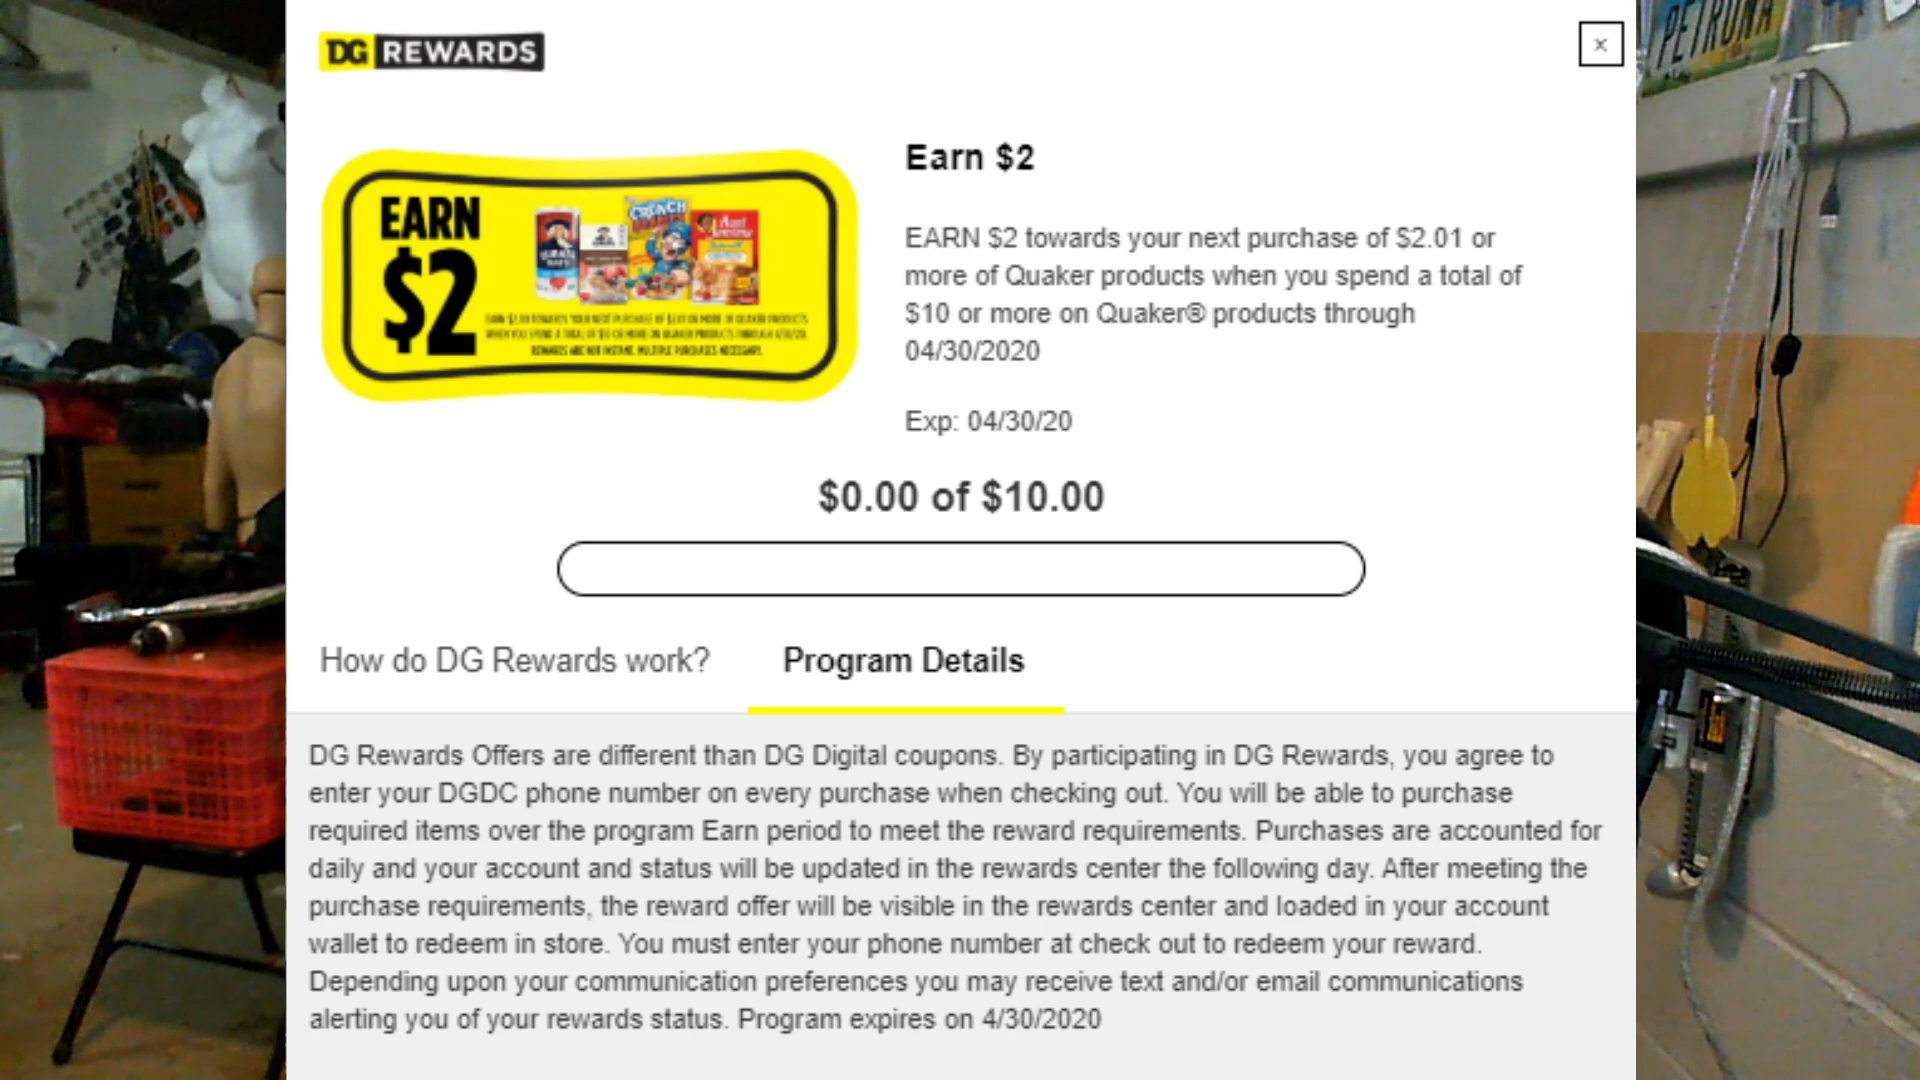 DG REWARDS
x
EARN
$2
CRUNCH
REWARDS ARE NOT INSTANT. MULTIPLE PURCHASES NECESSARY.
Earn $2
EARN $2 towards your next purchase of $2.01 or
more of Quaker products when you spend a total of
$10 or more on Quaker® products through
04/30/2020
Exp: 04/30/20
$0.00 of $10.00
How do DG Rewards work?
Program Details
DG Rewards Offers are different than DG Digital coupons. By participating in DG Rewards, you agree to
enter your DGDC phone number on every purchase when checking out. You will be able to purchase
required items over the program Earn period to meet the reward requirements. Purchases are accounted for
daily and your account and status will be updated in the rewards center the following day. After meeting the
purchase requirements, the reward offer will be visible in the rewards center and loaded in your account
wallet to redeem in store. You must enter your phone number at check out to redeem your reward.
Depending upon your communication preferences you may receive text and/or email communications
alerting you of your rewards status. Program expires on 4/30/2020